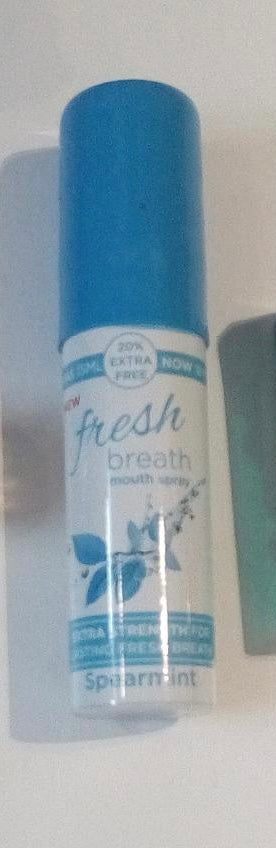 20%
EXTRA
FREE
NOW
NEW
fresh
breath
mouth spray
EXTRA STRENGTH FOR
LASTING FRESH BREATH
Spearmint